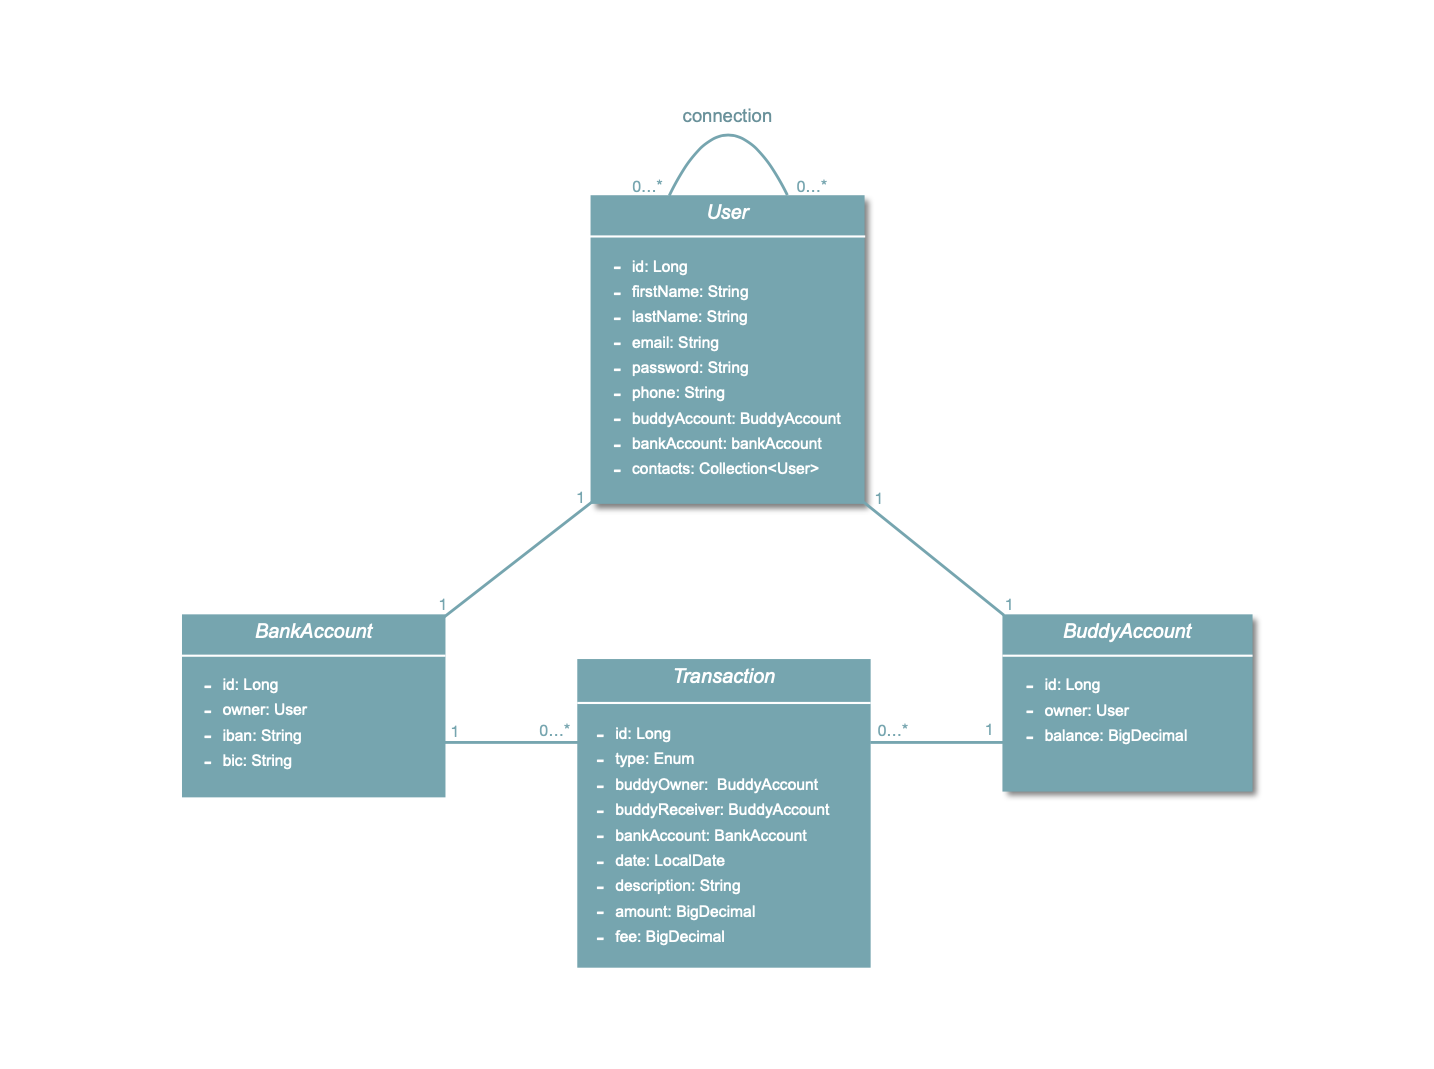 connection
0...*
0...*
User
- id: Long
- firstName: String
- lastName: String
- email: String
- password: String
- phone: String
- buddyAccount: BuddyAccount
- bankAccount: bankAccount
- contacts: Collection<User>
1
1
1
1
BankAccount
- id: Long
- owner: User
- iban: String
- bic: String
1
0...*
Transaction
- id: Long
- type: Enum
- buddyOwner:  BuddyAccount
- buddyReceiver: BuddyAccount
- bankAccount: BankAccount
- date: LocalDate
- description: String
- amount: BigDecimal
- fee: BigDecimal
0...*
1
BuddyAccount
- id: Long
- owner: User
- balance: BigDecimal